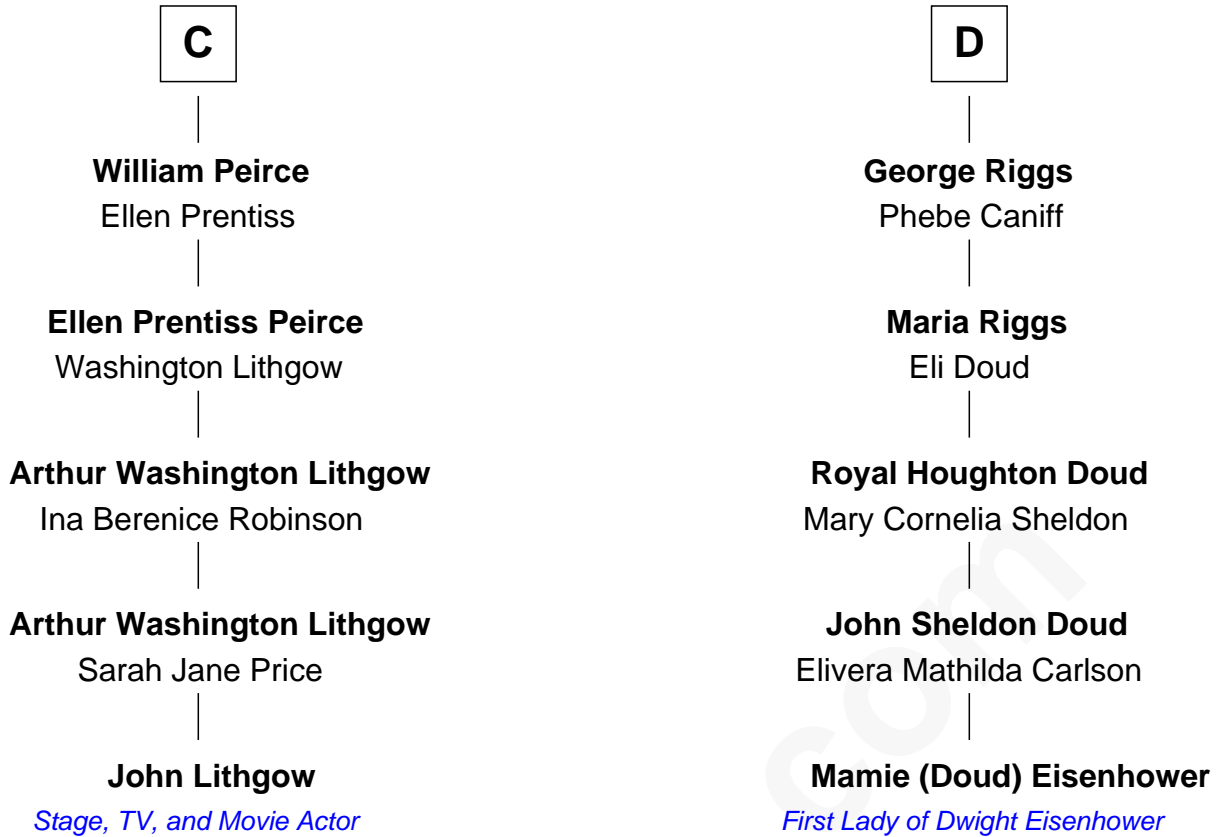 C
William Peirce
Ellen Prentiss
Ellen Prentiss Peirce
Washington Lithgow
Arthur Washington Lithgow
Ina Berenice Robinson
Arthur Washington Lithgow
Sarah Jane Price
John Lithgow
Stage, TV, and Movie Actor
D
George Riggs
Phebe Caniff
Maria Riggs
Eli Doud
Royal Houghton Doud
Mary Cornelia Sheldon
John Sheldon Doud
Elivera Mathilda Carlson
Mamie (Doud) Eisenhower
First Lady of Dwight Eisenhower
com